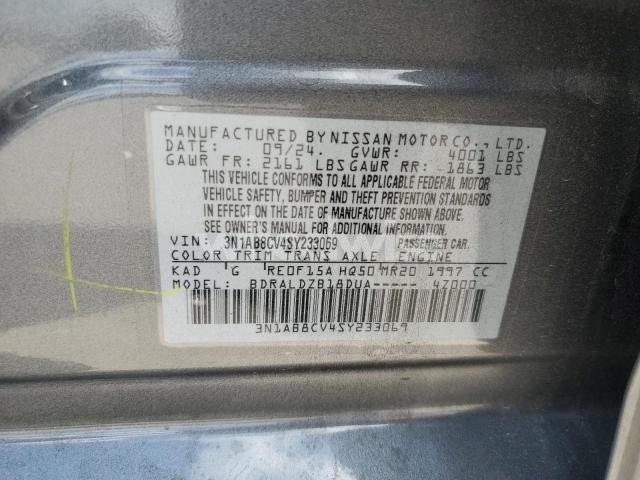 MANUFACTURED BY NISSAN MOTOR CO., LTD.
DATE: 09/24. GVWR: 4001 LBS
GAWR FR: 2161 LBS GAWR RR: 1863 LBS
THIS VEHICLE CONFORMS TO ALL APPLICABLE FEDERAL MOTOR
VEHICLE SAFETY, BUMPER AND THEFT PREVENTION STANDARDS
IN EFFECT ON THE DATE OF MANUFACTURE SHOWN ABOVE.
SEE OWNER'S MANUAL FOR ADDITIONAL INFORMATION
VIN: 3N1AB8CV4SY233069 PASSENGER CAR.
COLOR TRIM TRANS AXLE ENGINE
KAD G RE0F15A HQ50 MR20 1997 CC
MODEL: BDRALDZB18DUA----- 4Z000
3N1AB8CV4SY233069